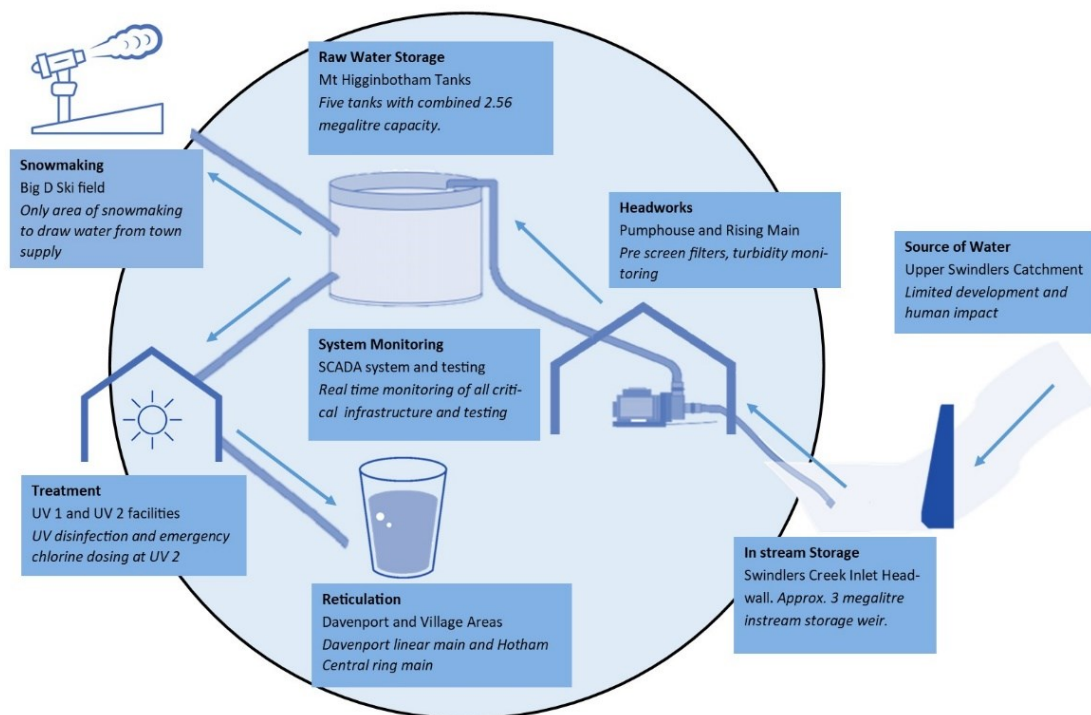 Raw Water Storage
Mt Higginbotham Tanks
Five tanks with combined 2.56
megalitre capacity.
Snowmaking
Big D Ski field
Only area of snowmaking
to draw water from town
supply
Headworks
Pumphouse and Rising Main
Pre screen filters, turbidity moni-
toring
Source of Water
Upper Swindlers Catchment
Limited development and
human impact
System Monitoring
SCADA system and testing
Real time monitoring of all criti-
cal infrastructure and testing
Treatment
UV 1 and UV 2 facilities
UV disinfection and emergency
chlorine dosing at UV 2
Reticulation
Davenport and Village Areas
Davenport linear main and Hotham
Central ring main
In stream Storage
Swindlers Creek Inlet Head-
wall. Approx. 3 megalitre
instream storage weir.